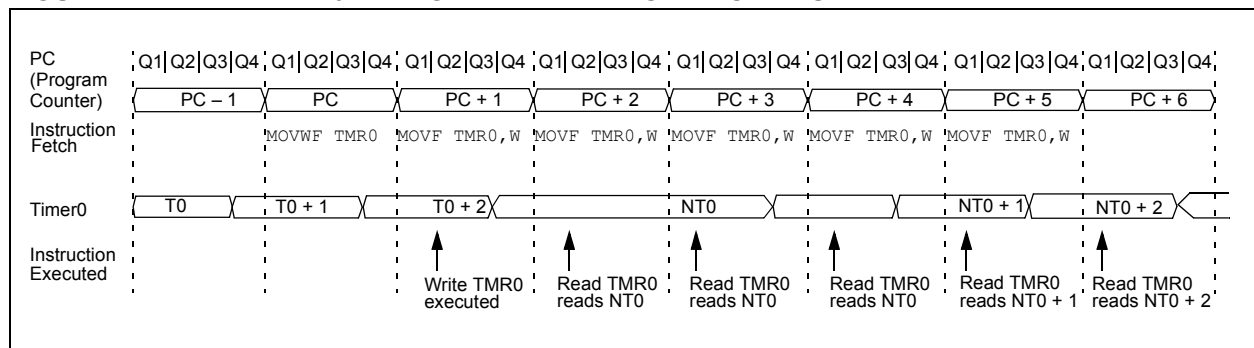 Q1|Q2|Q3|Q4 Q1|Q2|Q3|Q4 Q1|Q2|Q3|Q4 Q1|Q2|Q3|Q4 Q1|Q2|Q3|Q4 Q1|Q2|Q3|Q4 Q1|Q2|Q3|Q4 Q1|Q2|Q3|Q4
PC
(Program
Counter)
PC – 1 PC PC + 1 PC + 2 PC + 3 PC + 4 PC + 5 PC + 6
Instruction
Fetch
MOVWF TMR0 MOVF TMR0,W MOVF TMR0,W MOVF TMR0,W MOVF TMR0,W MOVF TMR0,W
Timer0
T0 T0 + 1 T0 + 2 NT0 NT0 + 1 NT0 + 2
Instruction
Executed
Write TMR0
executed
Read TMR0
reads NT0
Read TMR0
reads NT0
Read TMR0
reads NT0
Read TMR0
reads NT0 + 1
Read TMR0
reads NT0 + 2